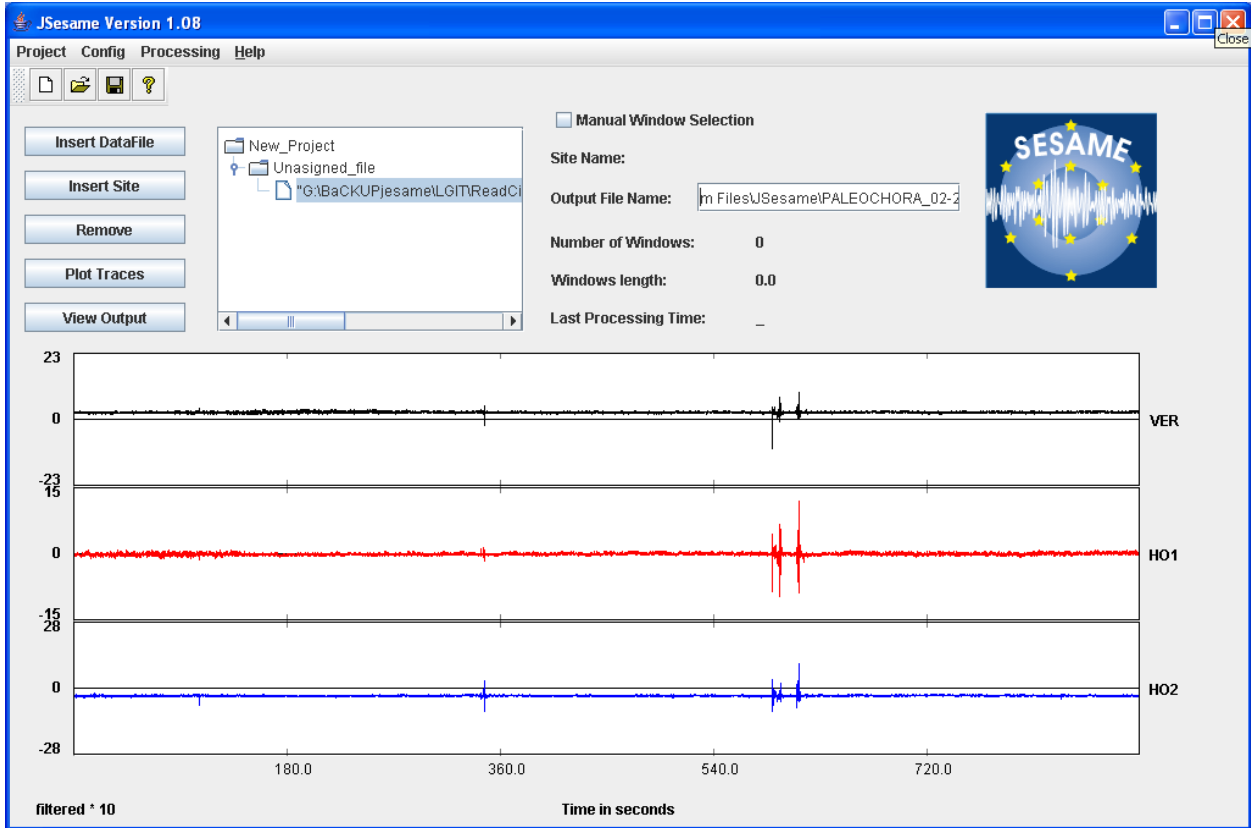 JSesame Version 1.08
Close
Project Config Processing Help
Insert DataFile
Insert Site
Remove
Plot Traces
View Output
New_Project
Unasigned_file
"G:\BaCKUPjesame\LGIT\ReadCi
Manual Window Selection
Site Name:
Output File Name: m Files\JSesame\PALEOCHORA_02-2
Number of Windows: 0
Windows length: 0.0
Last Processing Time: _
SESAME
23
0
-23
VER
15
0
-15
HO1
28
0
-28
HO2
180.0 360.0 540.0 720.0
filtered * 10 Time in seconds